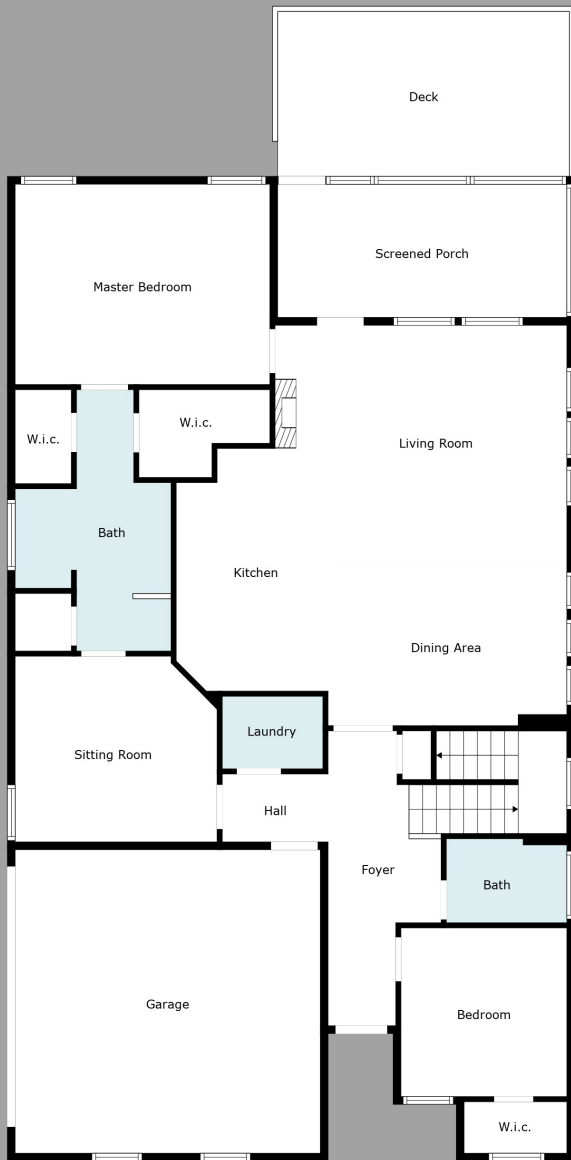 Deck
Screened Porch
Master Bedroom
W.i.c.
W.i.c.
Living Room
Bath
Kitchen
Dining Area
Laundry
Sitting Room
Hall
Foyer
Bath
Garage
Bedroom
W.i.c.